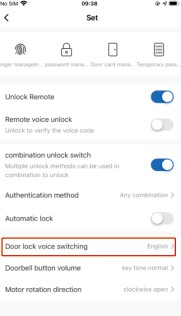 No SIM
09:38
Set
nger managem...
password mana...
Door card mana...
Temporary pass...
Unlock Remote
Remote voice unlock
Unlock to verify the voice code
combination unlock switch
Multiple unlock methods can be used in
combination to unlock
Authentication method
Any combination >
Automatic lock
Door lock voice switching
English >
Doorbell button volume
key tone normal >
Motor rotation direction
clockwise open >